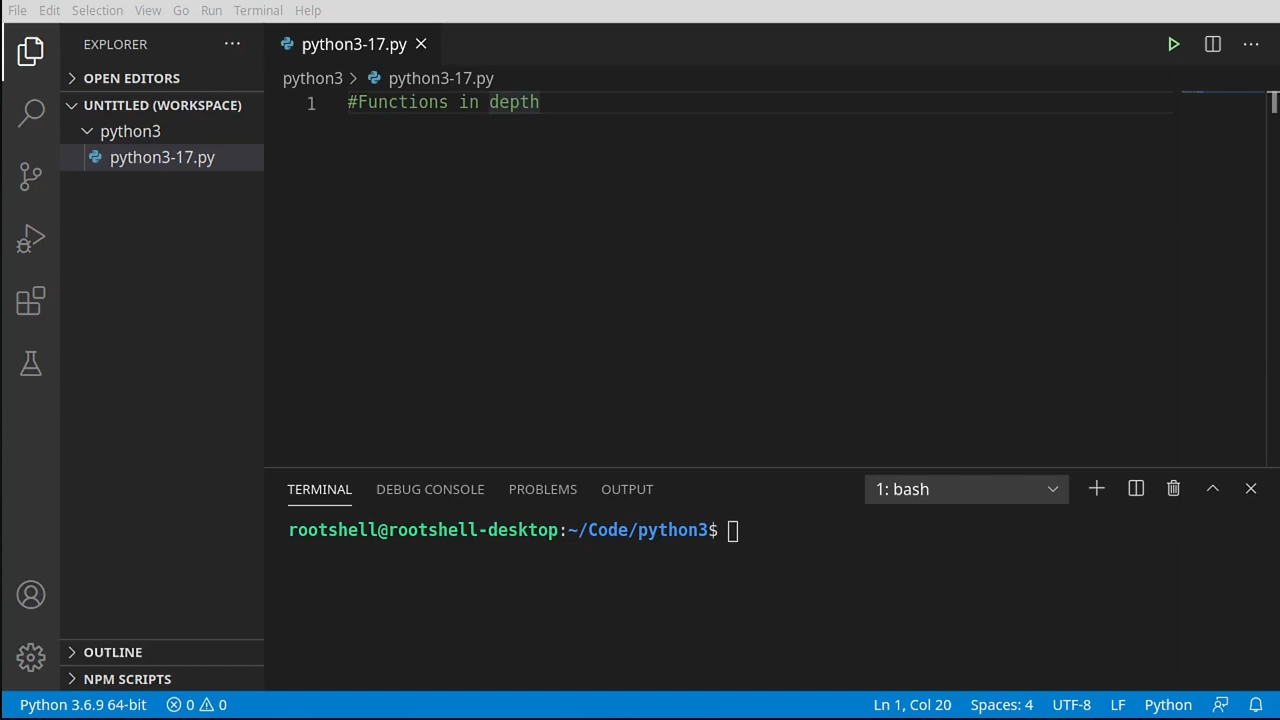 File Edit Selection View Go Run Terminal Help
EXPLORER ···
OPEN EDITORS
UNTITLED (WORKSPACE)
python3
python3-17.py
OUTLINE
NPM SCRIPTS
python3-17.py
python3 > python3-17.py
1 #Functions in depth
TERMINAL DEBUG CONSOLE PROBLEMS OUTPUT 1: bash
rootshell@rootshell-desktop:~/Code/python3$
Python 3.6.9 64-bit 0 0 Ln 1, Col 20 Spaces: 4 UTF-8 LF Python